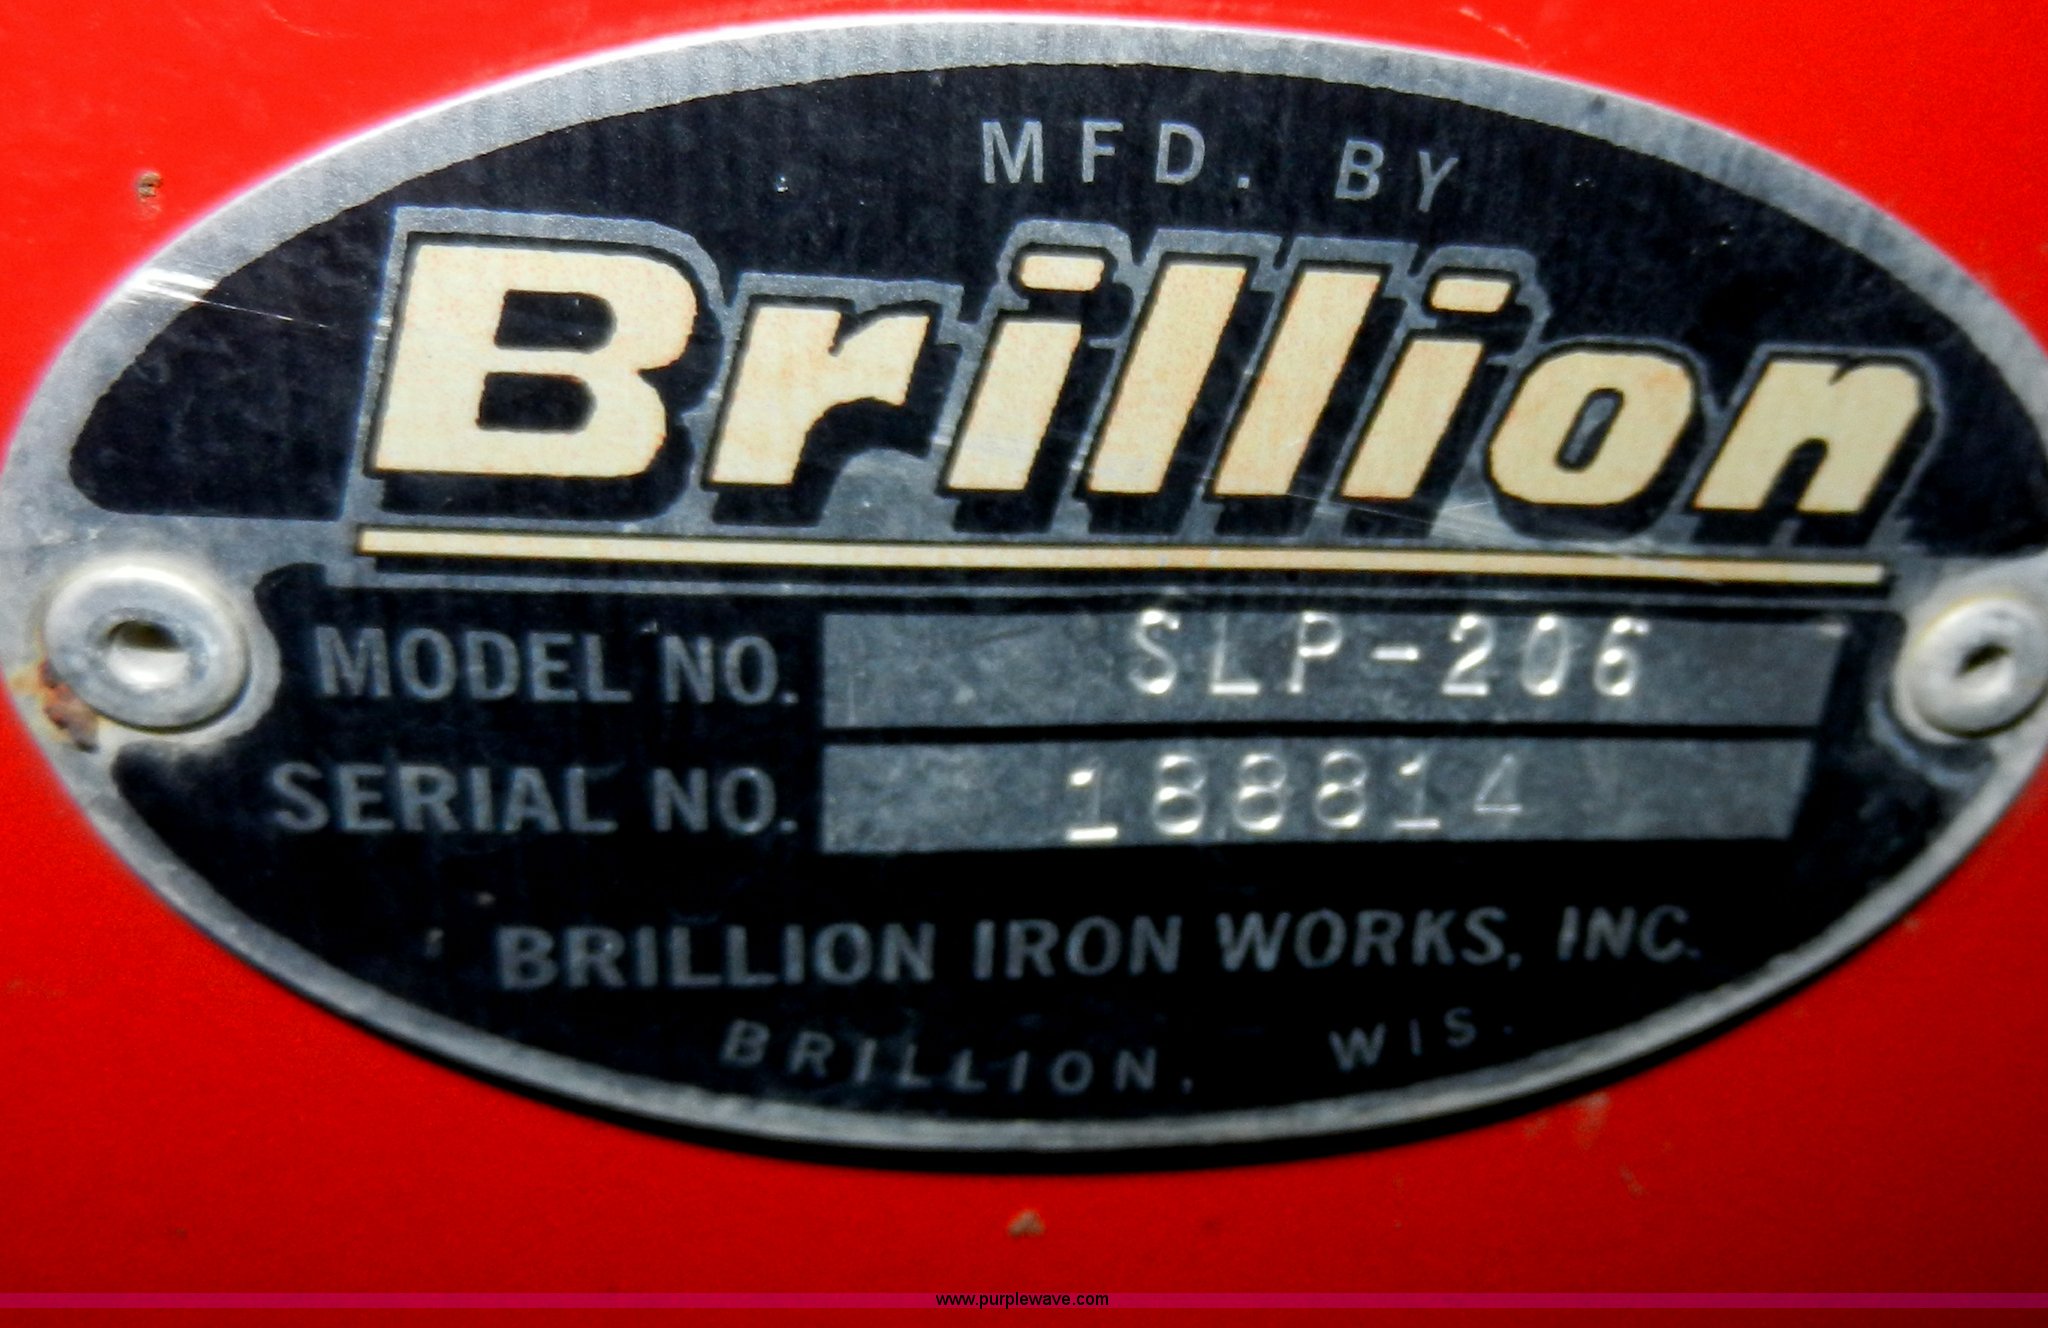 MFD. BY
Brillion
MODEL NO. SLP-206
SERIAL NO. 188814
BRILLION IRON WORKS, INC.
BRILLION, WIS.
www.purplewave.com